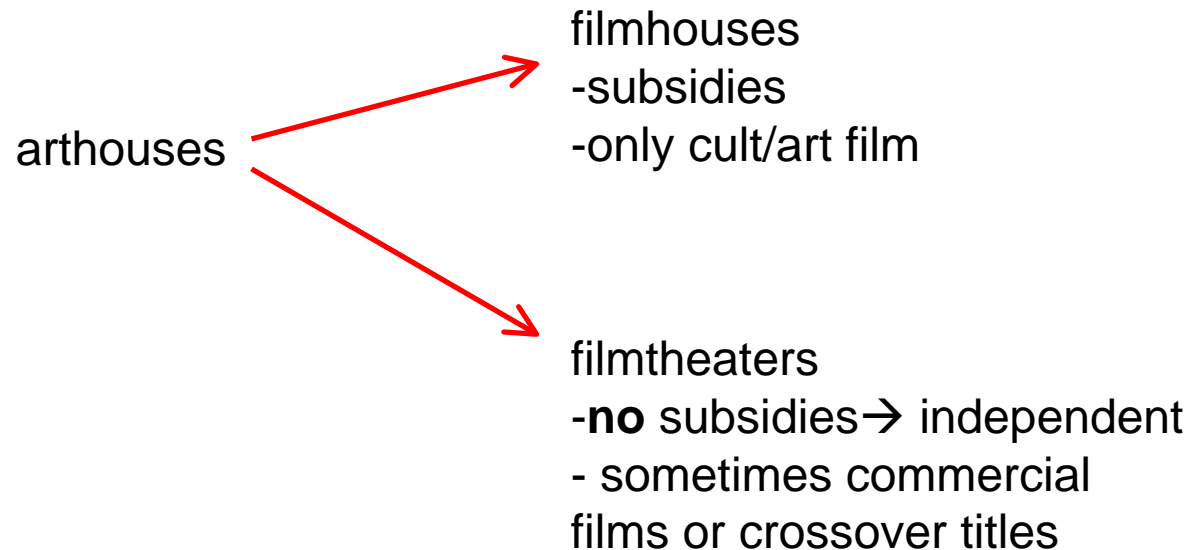 filmhouses
-subsidies
-only cult/art film
arthouses
filmtheaters
-no subsidies→ independent
- sometimes commercial
films or crossover titles